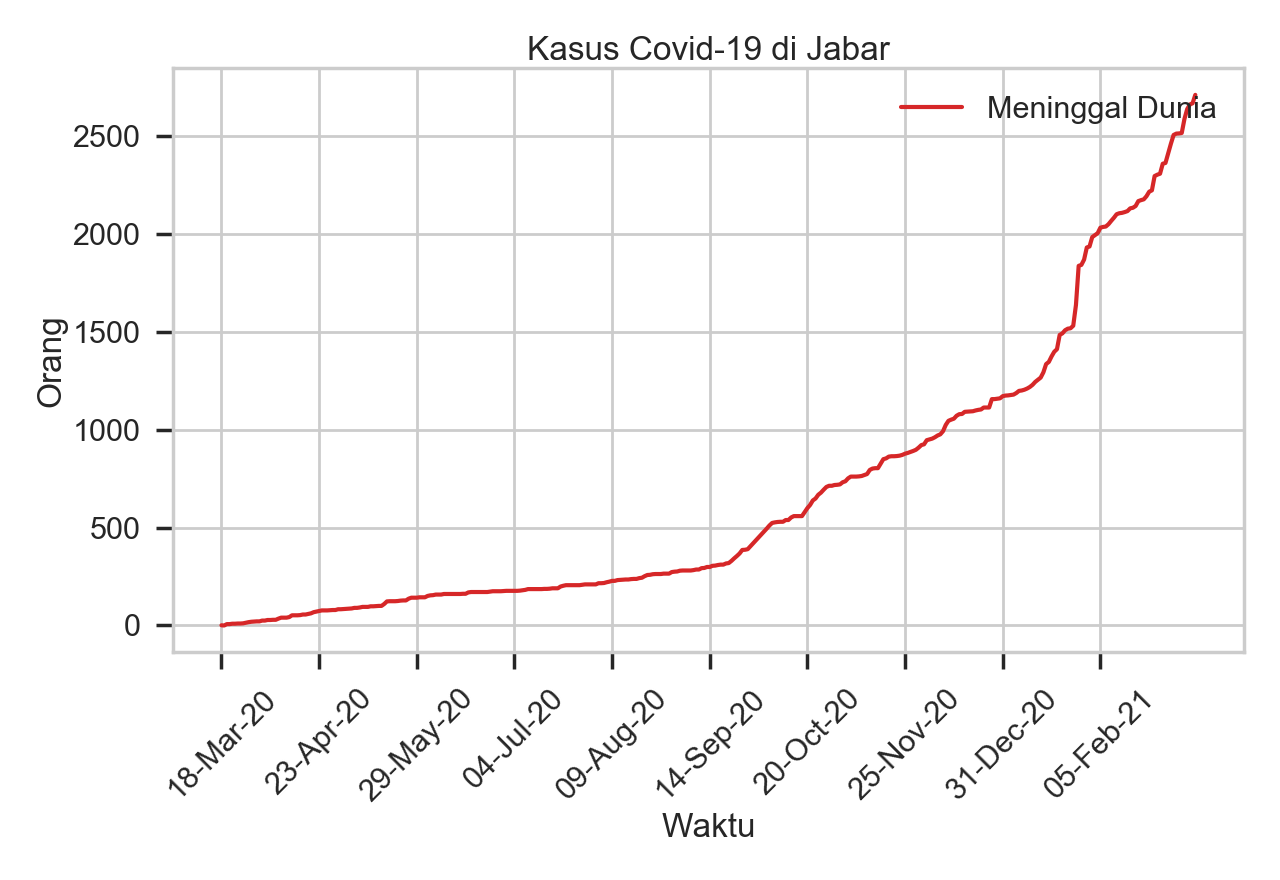 Kasus Covid-19 di Jabar
Meninggal Dunia
Orang
2500
2000
1500
1000
500
0
18-Mar-20
23-Apr-20
29-May-20
04-Jul-20
09-Aug-20
14-Sep-20
20-Oct-20
25-Nov-20
31-Dec-20
05-Feb-21
Waktu